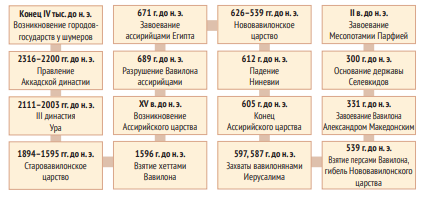 Конец IV тыс. до н. э.
Возникновение городов-
государств у шумеров
2316–2200 гг. до н. э.
Правление
Аккадской династии
2111–2003 г. до н. э.
III династия
Ура
1894–1595 гг. до н. э.
Старовавилонское
царство
1596 г. до н. э.
Взятие хеттами
Вавилона
XV в. до н. э.
Возникновение
Ассирийского царства
689 г. до н. э.
Разрушение Вавилона
ассирийцами
671 г. до н. э.
Завоевание
ассирийцами Египта
626–539 гг. до н. э.
Нововавилонское
царство
612 г. до н. э.
Падение
Ниневии
605 г. до н. э.
Конец
Ассирийского царства
597, 587 г. до н. э.
Захваты вавилонянами
Иерусалима
539 г. до н. э.
Взятие персами Вавилона,
гибель Нововавилонского
царства
331 г. до н. э.
Завоевание Вавилона
Александром Македонским
300 г. до н. э.
Основание державы
Селевкидов
II в. до н. э.
Завоевание
Месопотамии Парфией